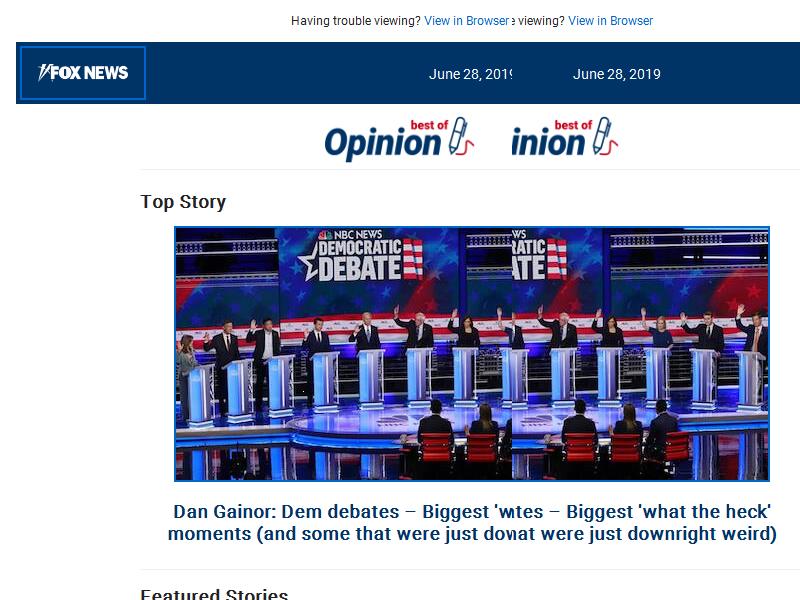 Having trouble viewing? View in Browser e viewing? View in Browser
FOX NEWS
June 28, 2019 June 28, 2019
best of best of
Opinion inion
Top Story
NBC NEWS WS
DEMOCRATIC RATIC
DEBATE ATE
Dan Gainor: Dem debates – Biggest 'wtes – Biggest 'what the heck'
moments (and some that were just dowat were just downright weird)
Featured Stories